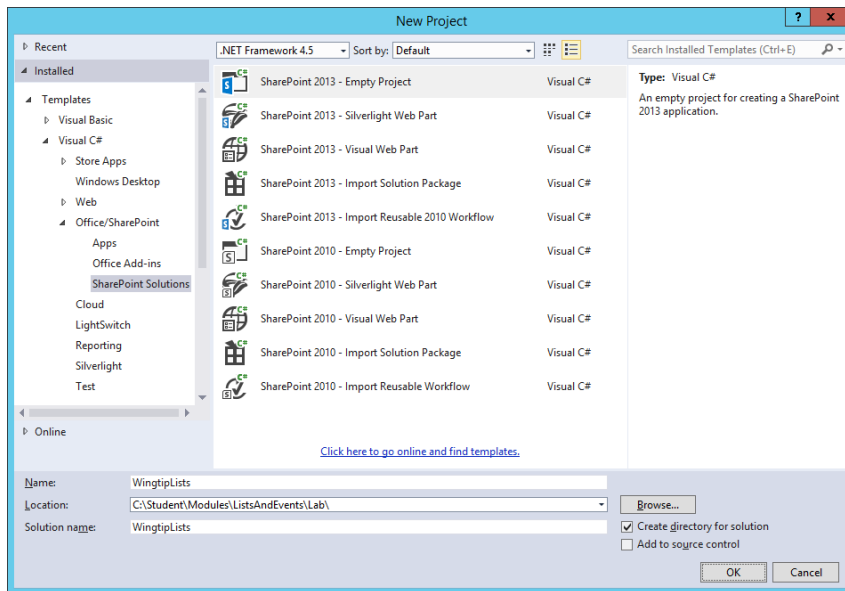 New Project
? x
Recent
.NET Framework 4.5 Sort by: Default
Search Installed Templates (Ctrl+E)
Installed
Templates
Visual Basic
Visual C#
Store Apps
Windows Desktop
Web
Office/SharePoint
Apps
Office Add-ins
SharePoint Solutions
Cloud
LightSwitch
Reporting
Silverlight
Test
Online
C# SharePoint 2013 - Empty Project Visual C#
C# SharePoint 2013 - Silverlight Web Part Visual C#
C# SharePoint 2013 - Visual Web Part Visual C#
C# SharePoint 2013 - Import Solution Package Visual C#
C# SharePoint 2013 - Import Reusable 2010 Workflow Visual C#
C# SharePoint 2010 - Empty Project Visual C#
C# SharePoint 2010 - Silverlight Web Part Visual C#
C# SharePoint 2010 - Visual Web Part Visual C#
C# SharePoint 2010 - Import Solution Package Visual C#
C# SharePoint 2010 - Import Reusable Workflow Visual C#
Click here to go online and find templates.
Type: Visual C#
An empty project for creating a SharePoint
2013 application.
Name: WingtipLists
Location: C:\Student\Modules\ListsAndEvents\Lab\ Browse...
Solution name: WingtipLists
Create directory for solution
Add to source control
OK Cancel